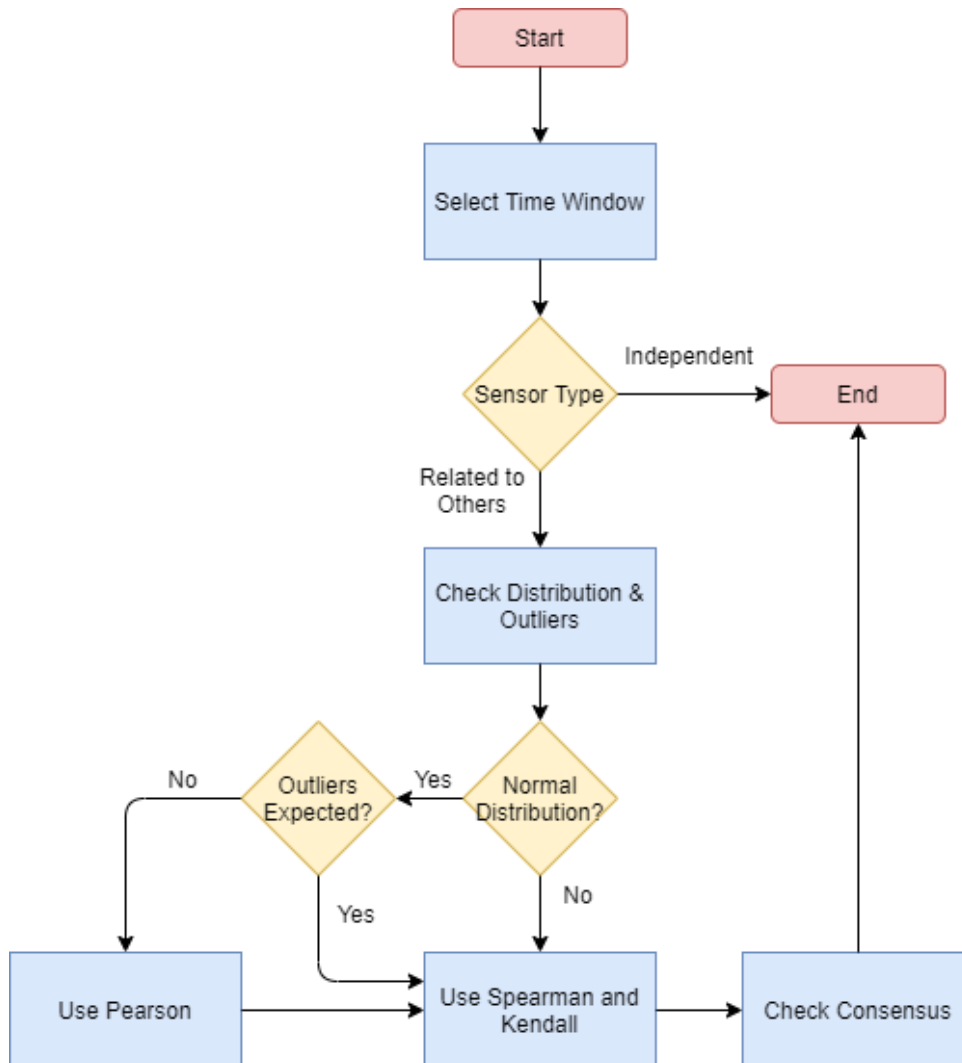 Start
Select Time Window
Independent
Sensor Type
End
Related to
Others
Check Distribution &
Outliers
No
Outliers
Expected?
Yes
Normal
Distribution?
Yes
No
Use Pearson
Use Spearman and
Kendall
Check Consensus